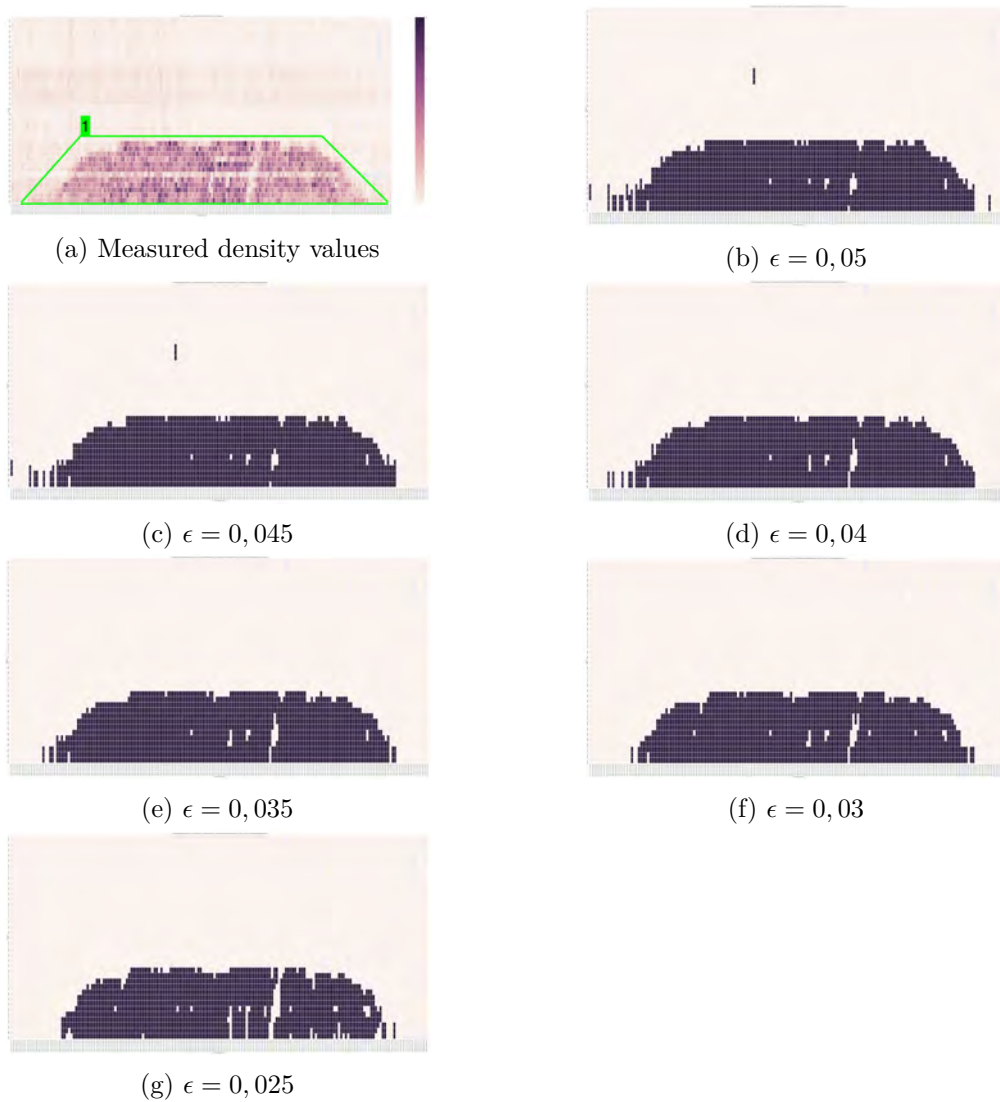 1
(a) Measured density values
(b) ϵ = 0, 05
(c) ϵ = 0, 045
(d) ϵ = 0, 04
(e) ϵ = 0, 035
(f) ϵ = 0, 03
(g) ϵ = 0, 025